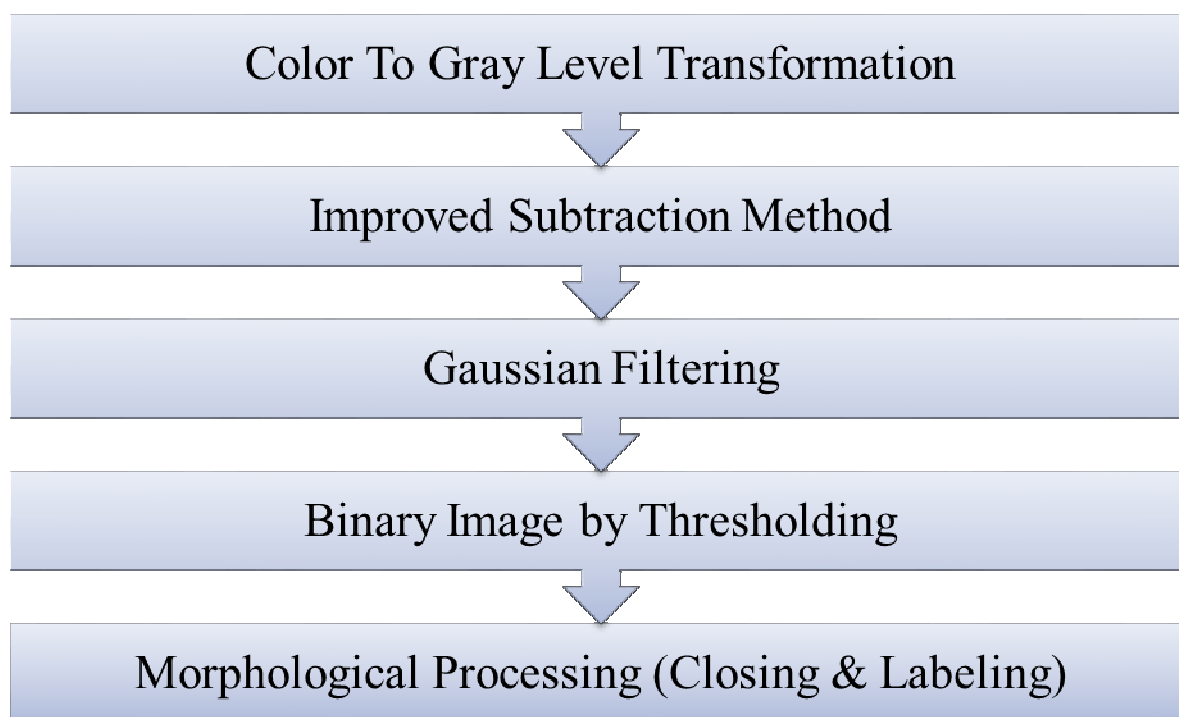 Color To Gray Level Transformation
Improved Subtraction Method
Gaussian Filtering
Binary Image by Thresholding
Morphological Processing (Closing & Labeling)